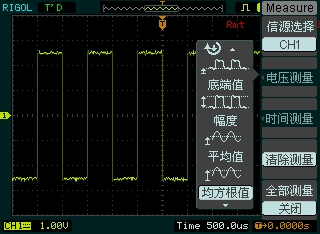 RIGOL T'D Measure
Rmt
信源选择
CH1
电压测量
时间测量
清除测量
全部测量
关闭
底端值
幅度
平均值
均方根值
1
CH1 1.00V Time 500.0us T→0.0000s